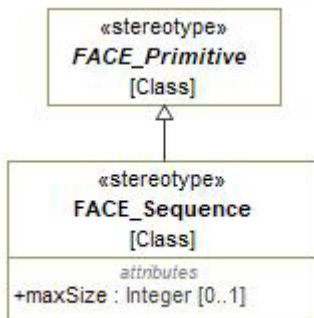 «stereotype»
FACE_Primitive
[Class]
«stereotype»
FACE_Sequence
[Class]
attributes
+maxSize : Integer [0..1]